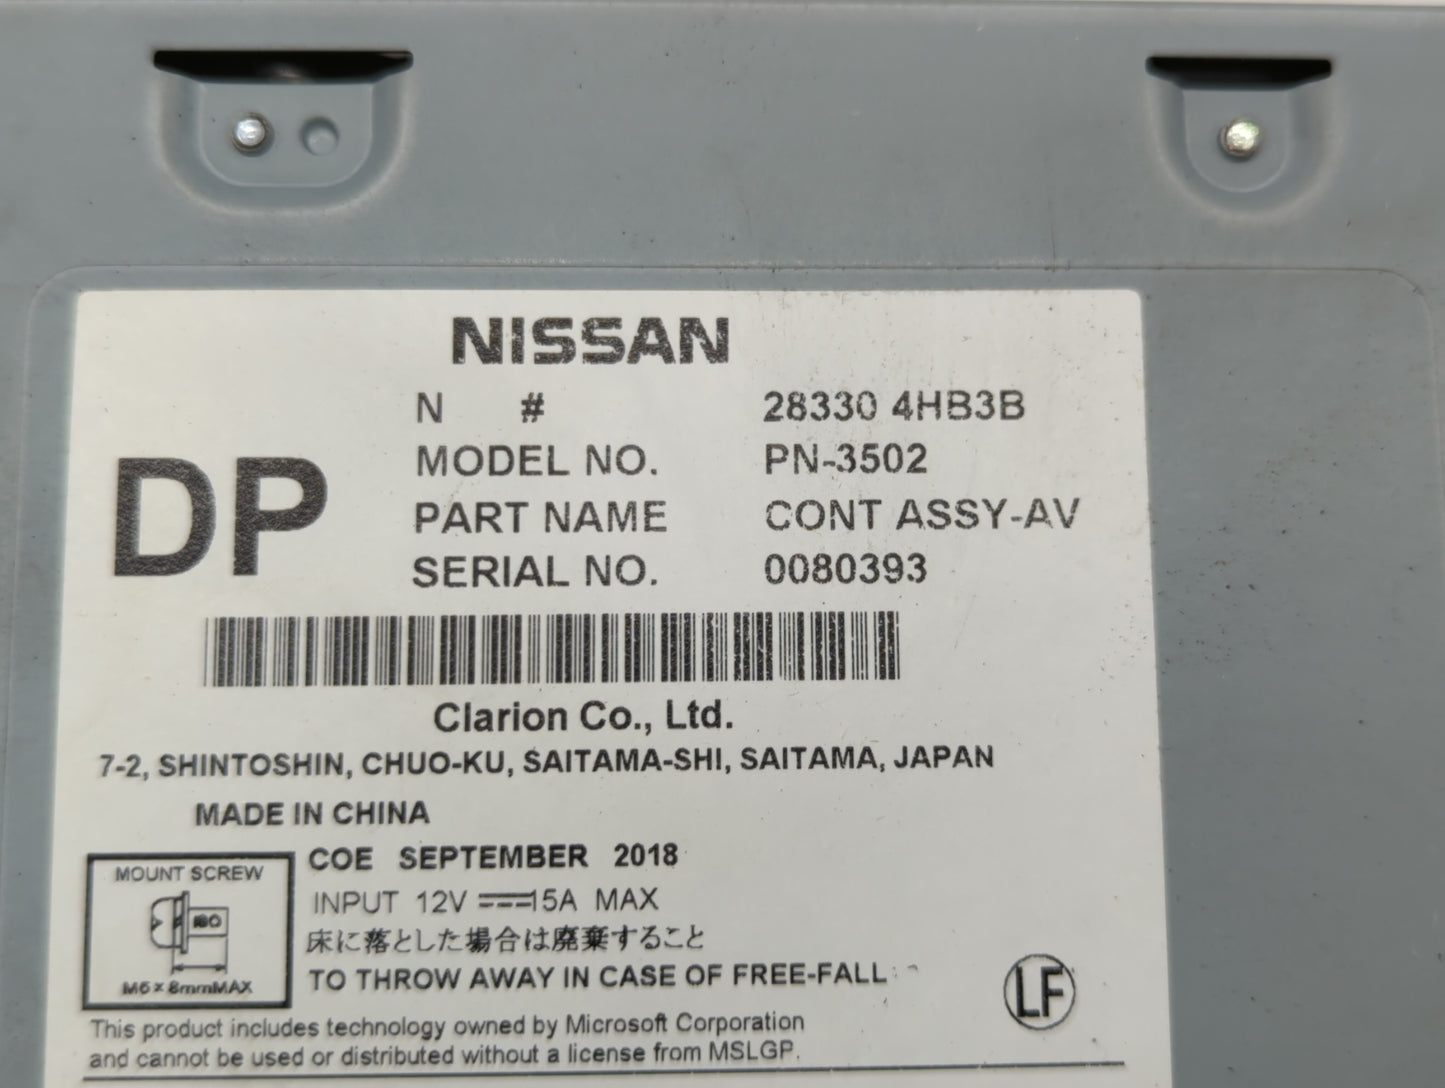 NISSAN
N # 28330 4HB3B
MODEL NO. PN-3502
DP
PART NAME CONT ASSY-AV
SERIAL NO. 0080393
Clarion Co., Ltd.
7-2, SHINTOSHIN, CHUO-KU, SAITAMA-SHI, SAITAMA, JAPAN
MADE IN CHINA
COE SEPTEMBER 2018
MOUNT SCREW
ISO
M5 × 8mmMAX
INPUT 12V ⎓15A MAX
床に落とした場合は廃棄すること
TO THROW AWAY IN CASE OF FREE-FALL
LF
This product includes technology owned by Microsoft Corporation
and cannot be used or distributed without a license from MSLGP.